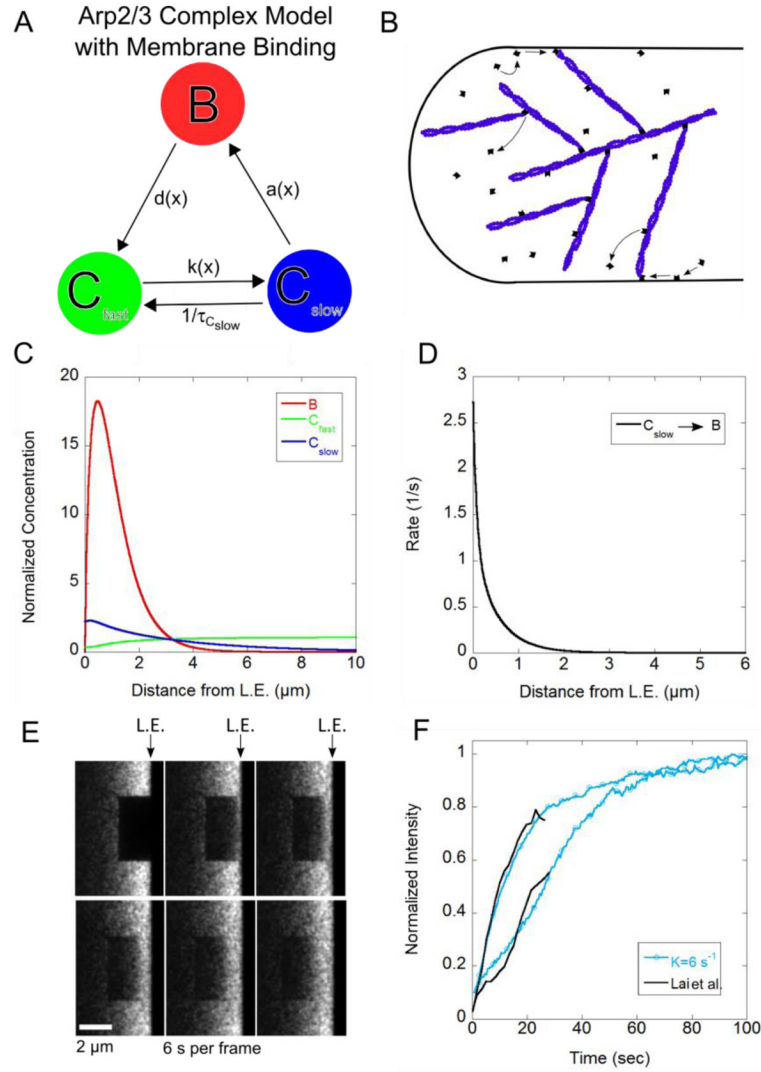 A
Arp2/3 Complex Model
with Membrane Binding
B
d(x)
a(x)
C fast
k(x)
1/τCslow
C slow
B
C
20
15
10
5
0
0 2 4 6 8 10
Normalized Concentration
Distance from L.E. (μm)
B
Cfast
Cslow
D
3
2.5
2
1.5
1
0.5
0
0 1 2 3 4 5 6
Rate (1/s)
Distance from L.E. (μm)
Cslow → B
E
L.E. L.E. L.E.
2 μm 6 s per frame
F
1
0.8
0.6
0.4
0.2
0
0 20 40 60 80 100
Normalized Intensity
Time (sec)
K=6 s⁻¹
Lai et al.